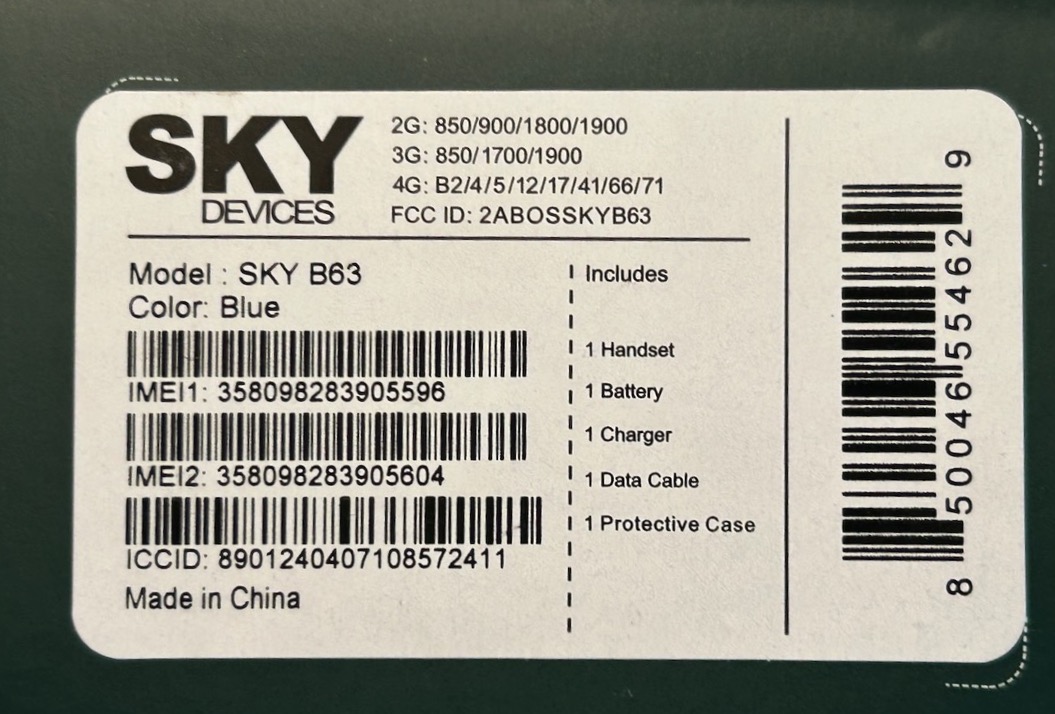 SKY
DEVICES
2G: 850/900/1800/1900
3G: 850/1700/1900
4G: B2/4/5/12/17/41/66/71
FCC ID: 2ABOSSKYB63
Model : SKY B63
Color: Blue
IMEI1: 358098283905596
IMEI2: 358098283905604
ICCID: 8901240407108572411
Made in China
Includes
1 Handset
1 Battery
1 Charger
1 Data Cable
1 Protective Case
8 50046 55462 9